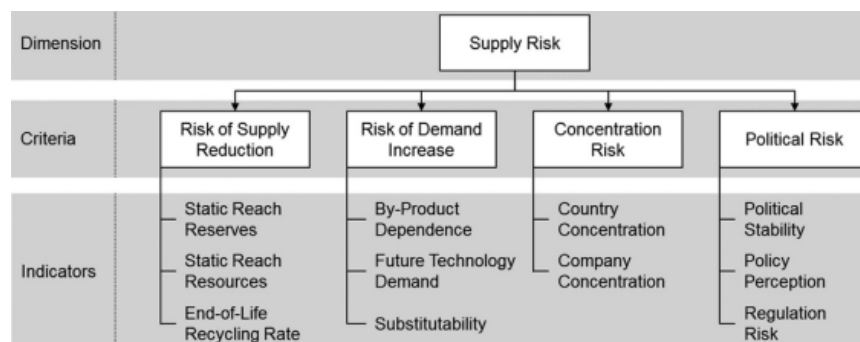 Dimension
Supply Risk
Criteria
Risk of Supply
Reduction
Risk of Demand
Increase
Concentration
Risk
Political Risk
Indicators
Static Reach
Reserves
Static Reach
Resources
End-of-Life
Recycling Rate
By-Product
Dependence
Future Technology
Demand
Substitutability
Country
Concentration
Company
Concentration
Political
Stability
Policy
Perception
Regulation
Risk